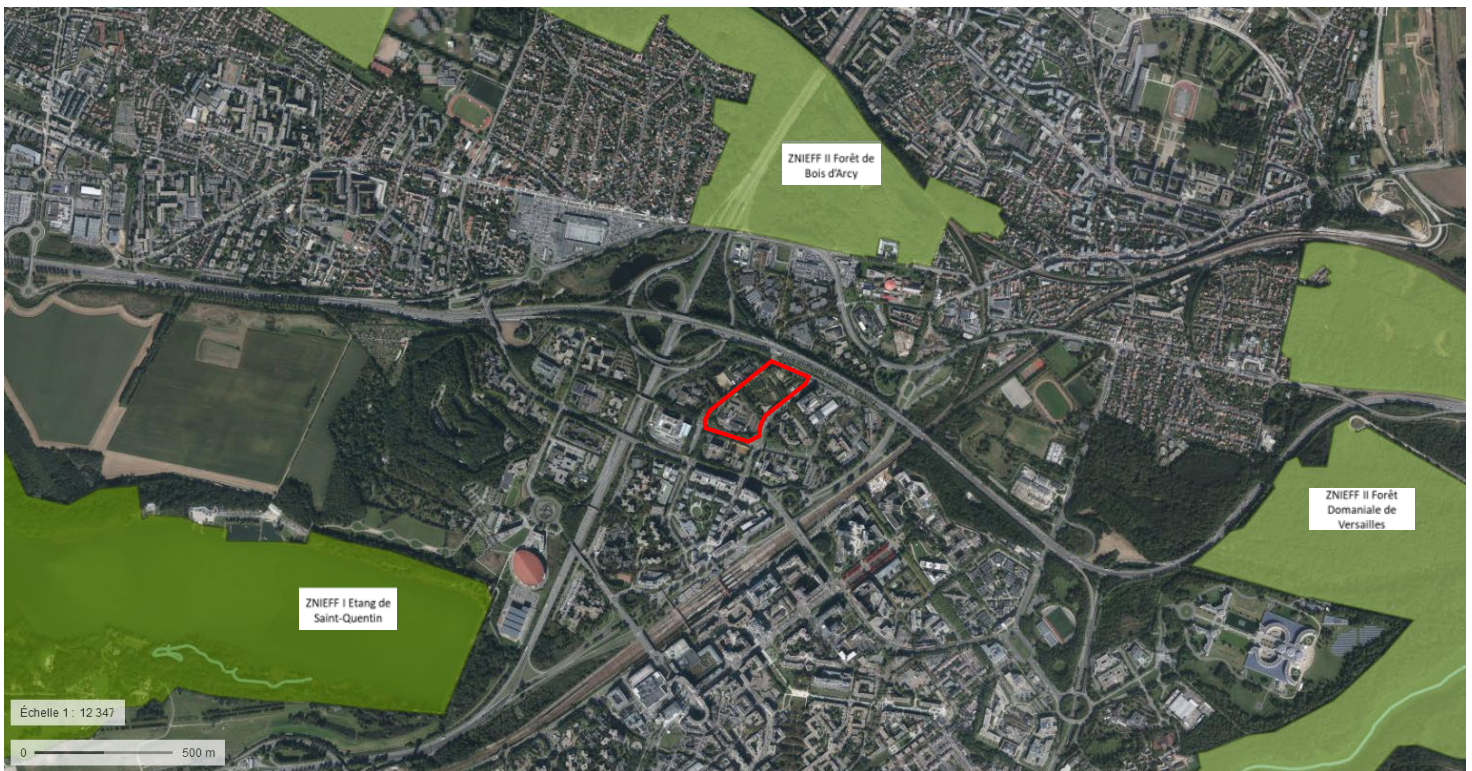 ZNIEFF II Forêt de
Bois d'Arcy
ZNIEFF II Forêt
Domaniale de
Versailles
ZNIEFF I Etang de
Saint-Quentin
Échelle 1 : 12 347
0 500 m